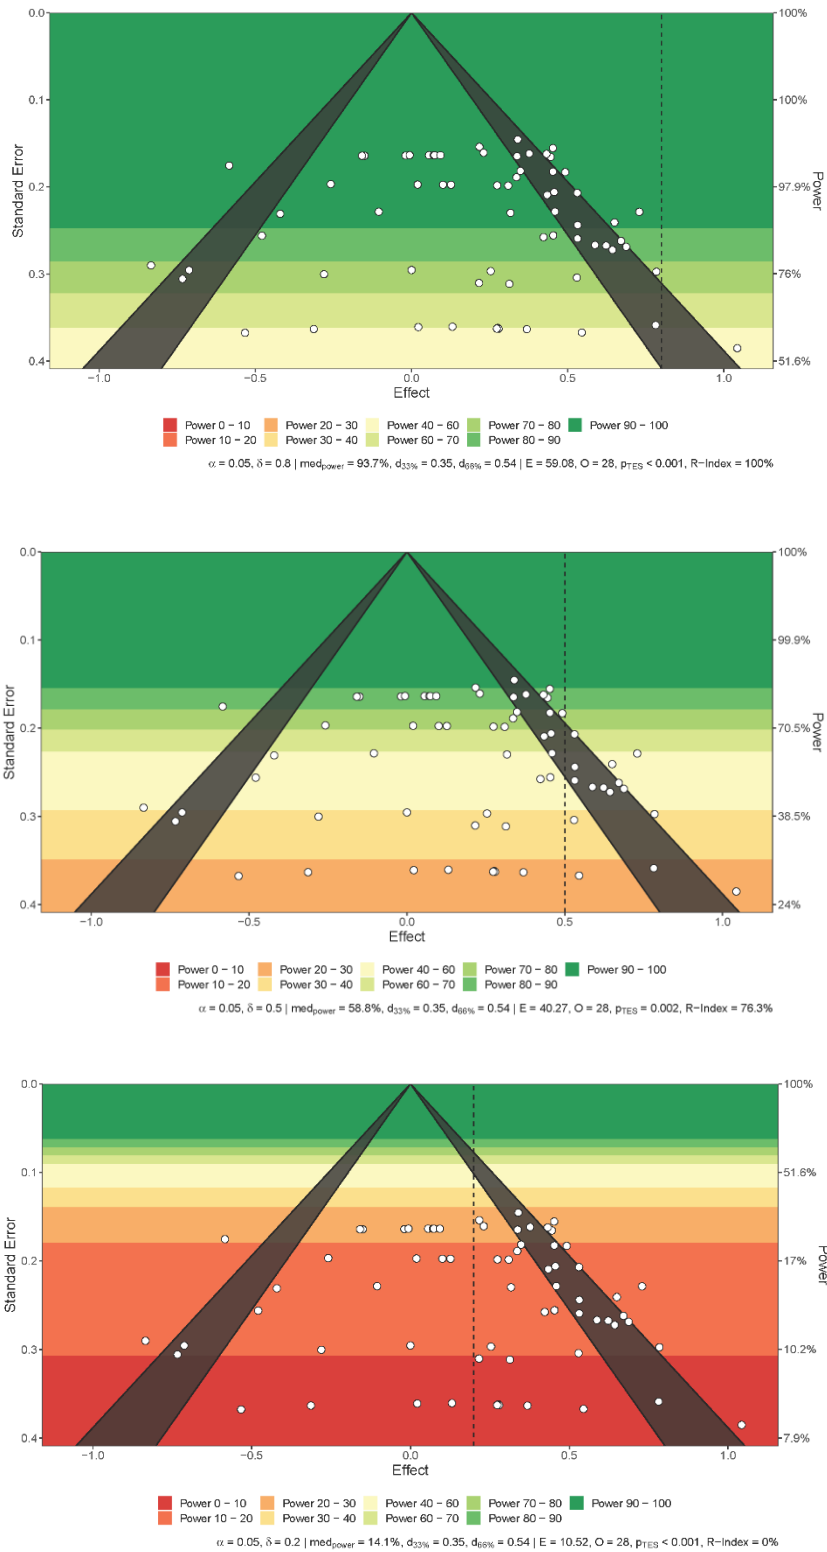 0.0
100%
0.1
100%
Standard Error
0.2
97.9%
Power
0.3
76%
0.4
51.6%
−1.0 −0.5 0.0 0.5 1.0
Effect
Power 0 − 10 Power 20 − 30 Power 40 − 60 Power 70 − 80 Power 90 − 100
Power 10 − 20 Power 30 − 40 Power 60 − 70 Power 80 − 90
α = 0.05, δ = 0.8 | medpower = 93.7%, d33% = 0.35, d66% = 0.54 | E = 59.08, O = 28, pTES < 0.001, R−Index = 100%
0.0
100%
0.1
99.9%
Standard Error
0.2
70.5%
Power
0.3
38.5%
0.4
24%
−1.0 −0.5 0.0 0.5 1.0
Effect
Power 0 − 10 Power 20 − 30 Power 40 − 60 Power 70 − 80 Power 90 − 100
Power 10 − 20 Power 30 − 40 Power 60 − 70 Power 80 − 90
α = 0.05, δ = 0.5 | medpower = 58.8%, d33% = 0.35, d66% = 0.54 | E = 40.27, O = 28, pTES = 0.002, R−Index = 76.3%
0.0
100%
0.1
51.6%
Standard Error
0.2
17%
Power
0.3
10.2%
0.4
7.9%
−1.0 −0.5 0.0 0.5 1.0
Effect
Power 0 − 10 Power 20 − 30 Power 40 − 60 Power 70 − 80 Power 90 − 100
Power 10 − 20 Power 30 − 40 Power 60 − 70 Power 80 − 90
α = 0.05, δ = 0.2 | medpower = 14.1%, d33% = 0.35, d66% = 0.54 | E = 10.52, O = 28, pTES < 0.001, R−Index = 0%